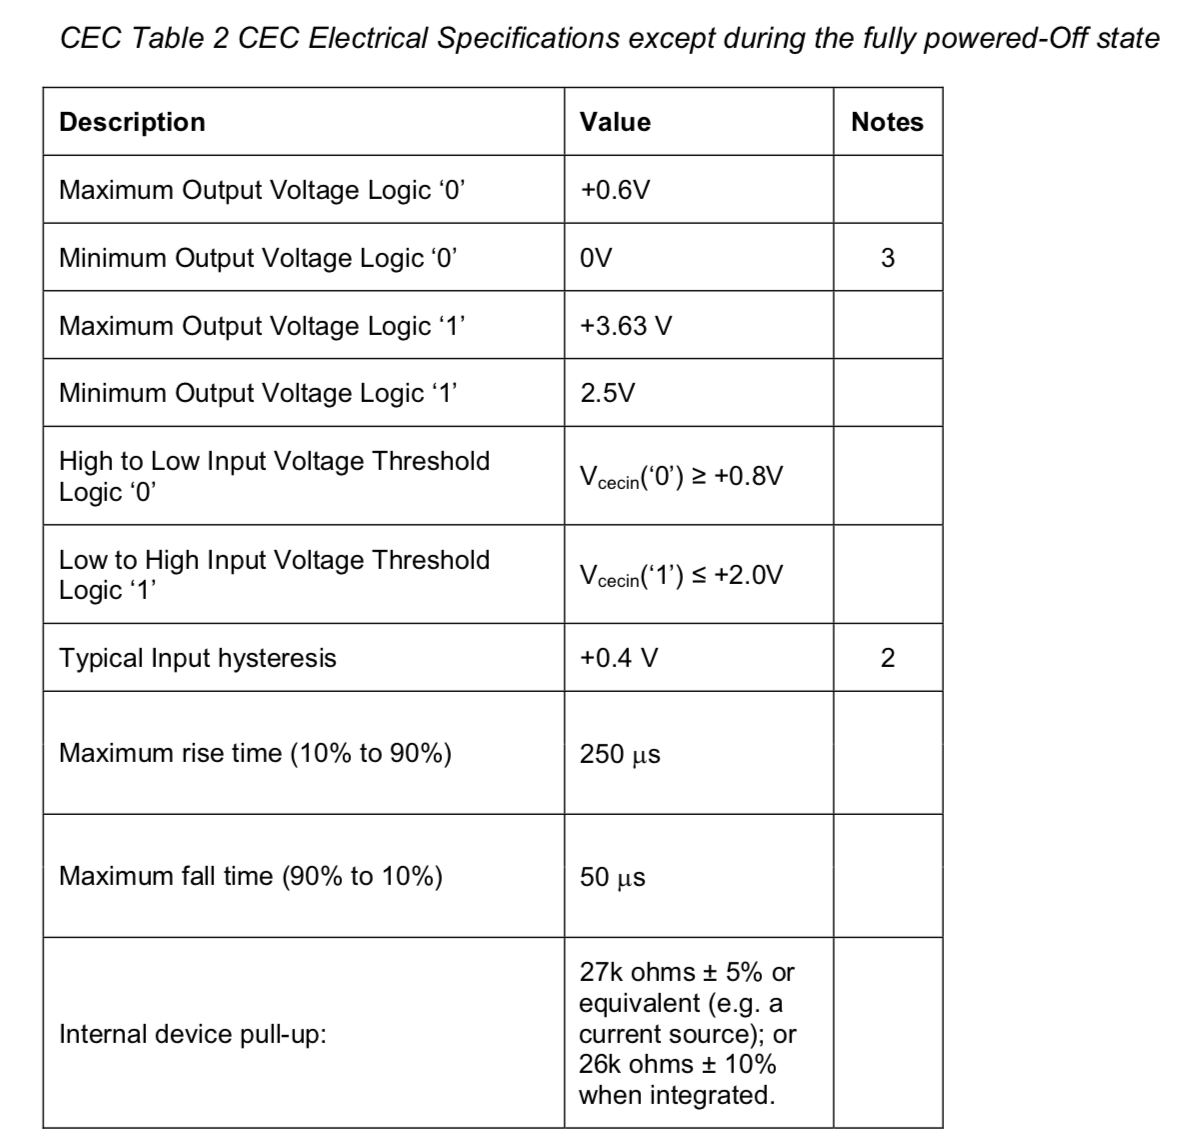 CEC Table 2 CEC Electrical Specifications except during the fully powered-Off state
Description Value Notes
Maximum Output Voltage Logic ‘0’ +0.6V
Minimum Output Voltage Logic ‘0’ 0V 3
Maximum Output Voltage Logic ‘1’ +3.63 V
Minimum Output Voltage Logic ‘1’ 2.5V
High to Low Input Voltage Threshold
Logic ‘0’
Vcecin(‘0’) ≥ +0.8V
Low to High Input Voltage Threshold
Logic ‘1’
Vcecin(‘1’) ≤ +2.0V
Typical Input hysteresis +0.4 V 2
Maximum rise time (10% to 90%) 250 μs
Maximum fall time (90% to 10%) 50 μs
Internal device pull-up:
27k ohms ± 5% or
equivalent (e.g. a
current source); or
26k ohms ± 10%
when integrated.